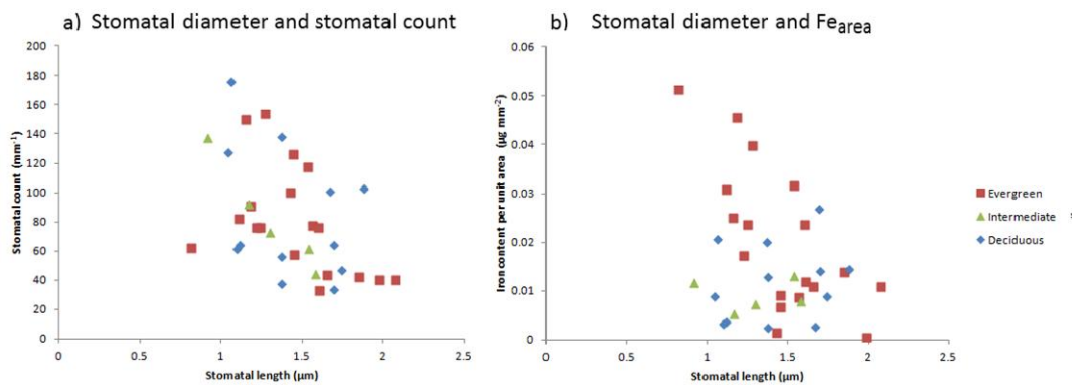 a) Stomatal diameter and stomatal count
200
180
160
140
120
100
80
60
40
20
0
Stomatal count (mm-1)
0 0.5 1 1.5 2 2.5
Stomatal length (µm)
b) Stomatal diameter and Fearea
0.06
0.05
0.04
0.03
0.02
0.01
0
Iron content per unit area (µg mm-2)
0 0.5 1 1.5 2 2.5
Stomatal length (µm)
Evergreen
Intermediate
Deciduous